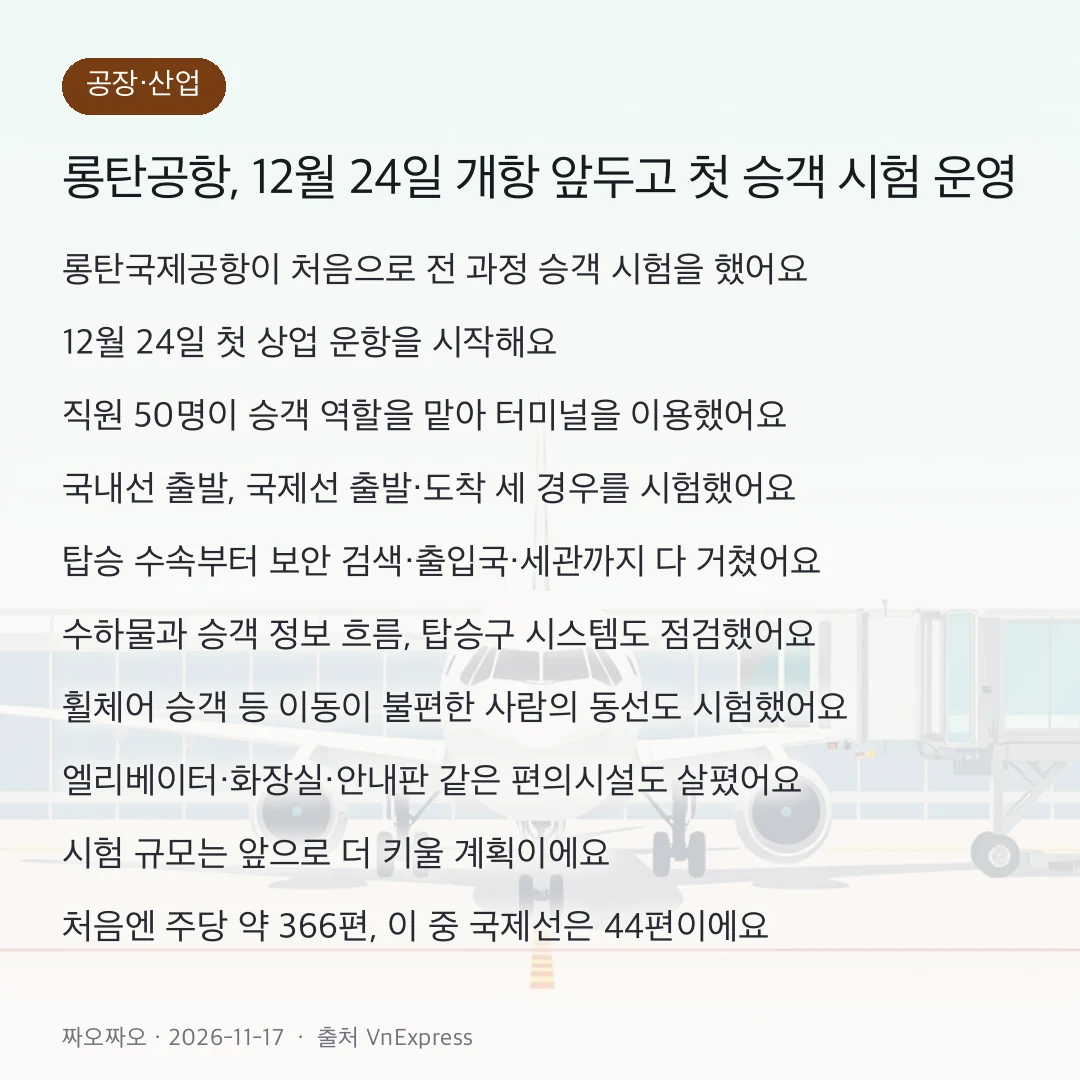 공장·산업
롱탄공항, 12월 24일 개항 앞두고 첫 승객 시험 운영
롱탄국제공항이 처음으로 전 과정 승객 시험을 했어요
12월 24일 첫 상업 운항을 시작해요
직원 50명이 승객 역할을 맡아 터미널을 이용했어요
국내선 출발, 국제선 출발·도착 세 경우를 시험했어요
탑승 수속부터 보안 검색·출입국·세관까지 다 거쳤어요
수하물과 승객 정보 흐름, 탑승구 시스템도 점검했어요
휠체어 승객 등 이동이 불편한 사람의 동선도 시험했어요
엘리베이터·화장실·안내판 같은 편의시설도 살폈어요
시험 규모는 앞으로 더 키울 계획이에요
처음엔 주당 약 366편, 이 중 국제선은 44편이에요
짜오짜오 · 2026-11-17 · 출처 VnExpress